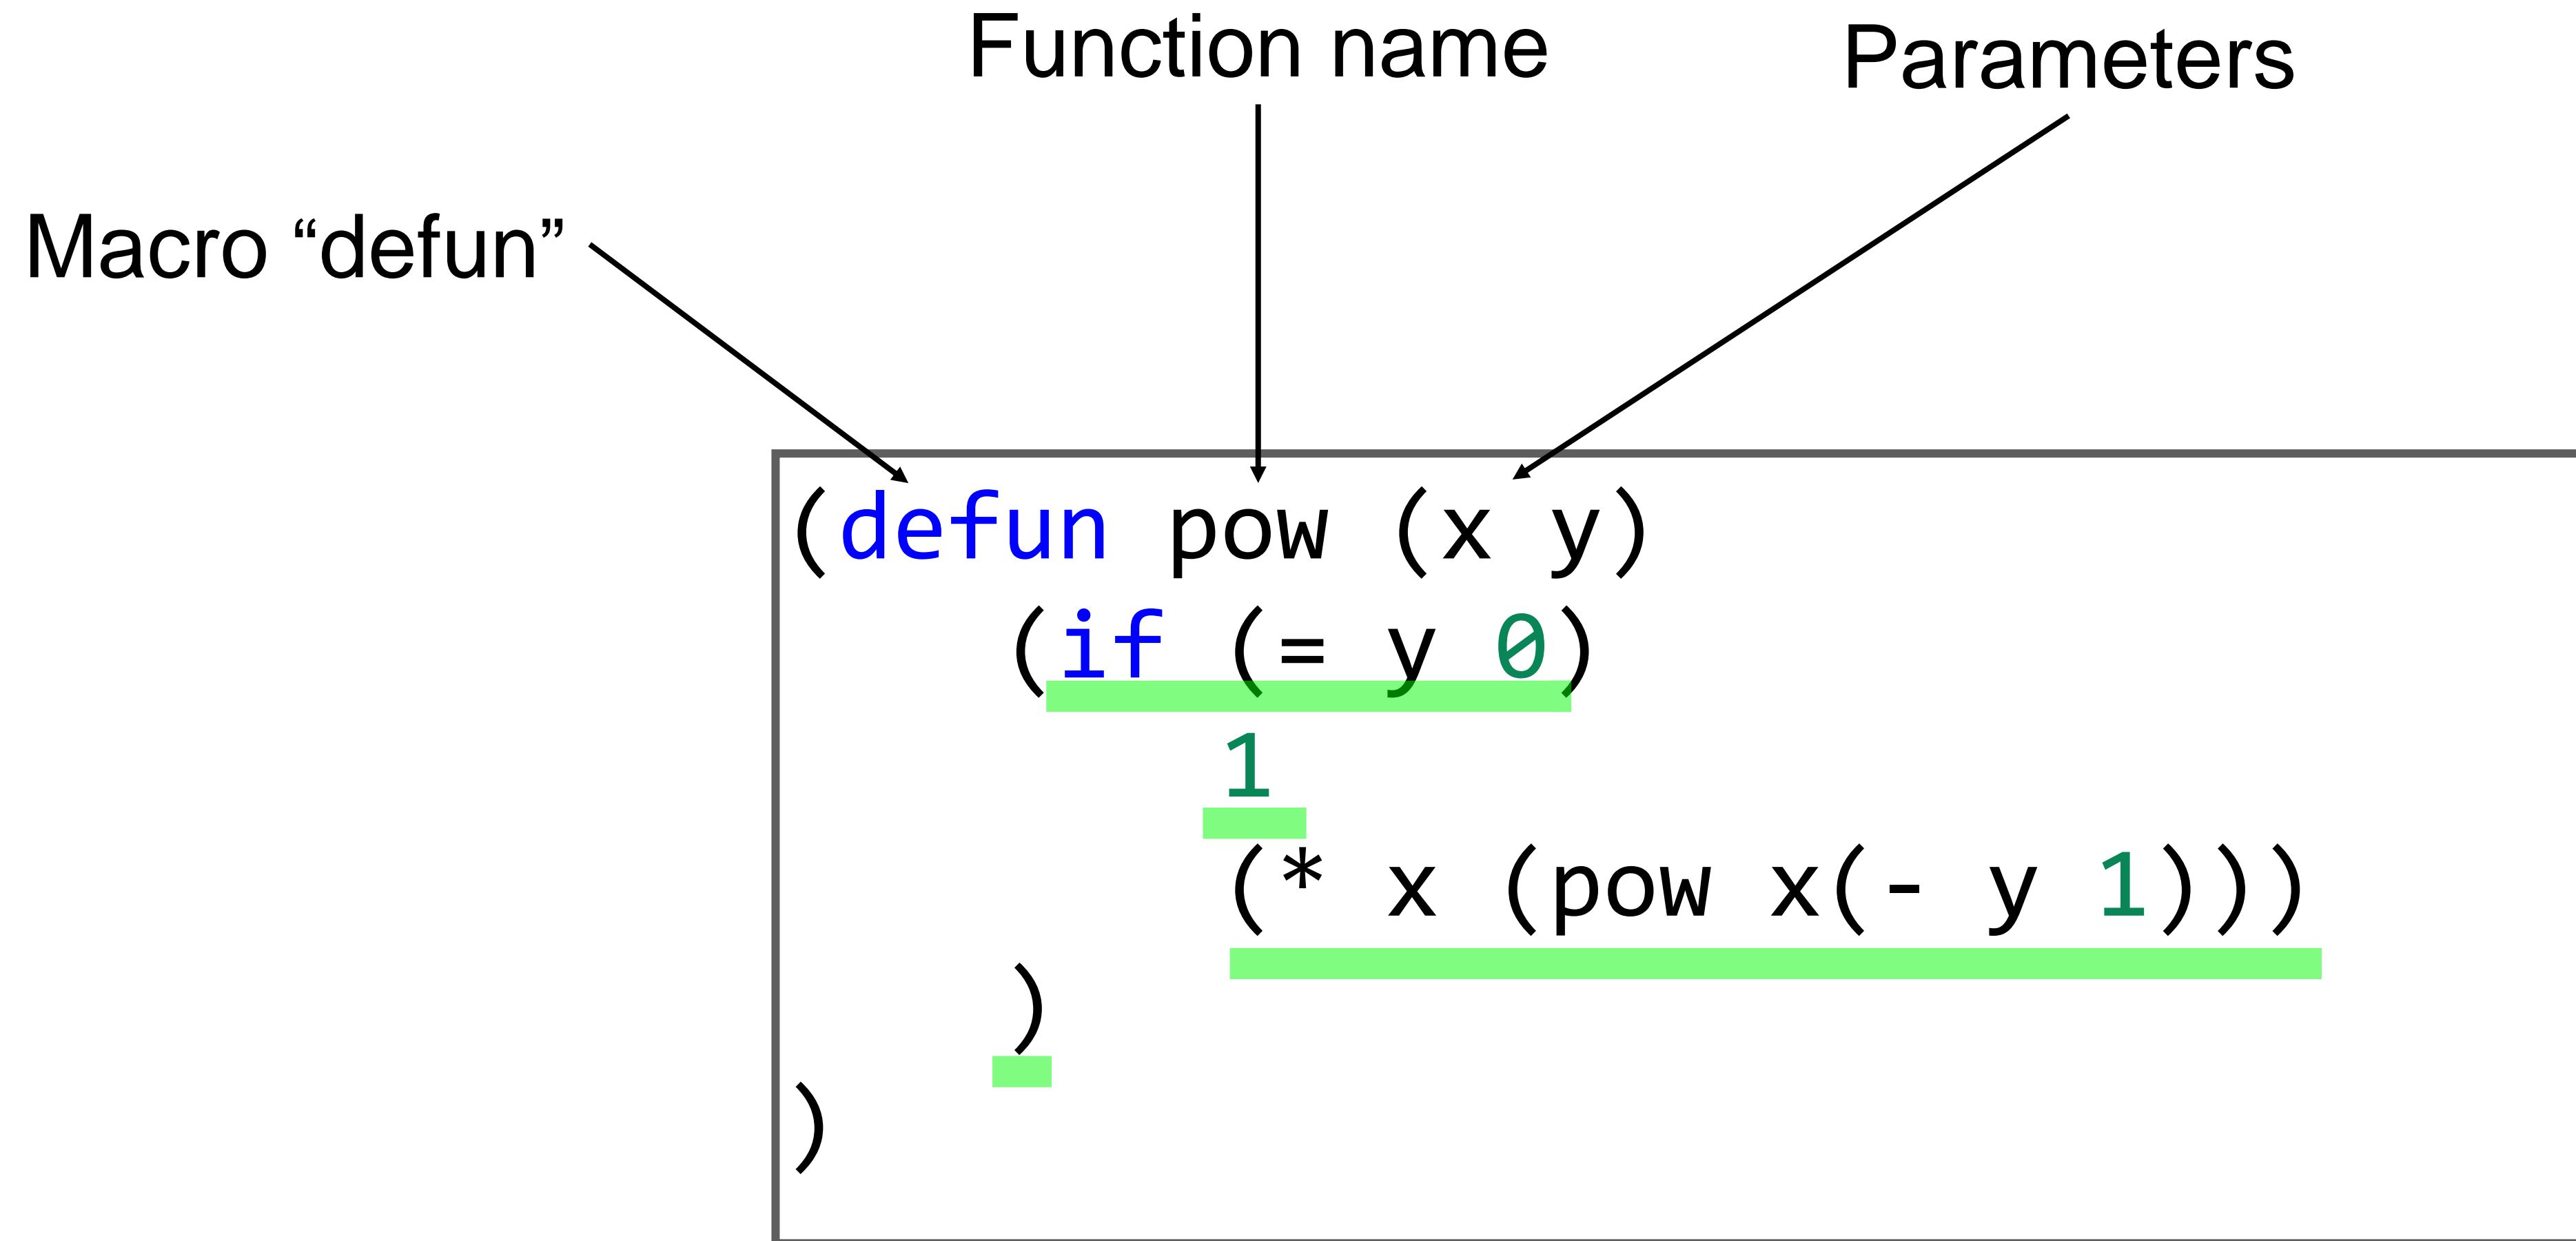 Function name
Parameters
Macro “defun”
(defun pow (x y)
(if (= y 0)
1
(* x (pow x(- y 1)))
)
)